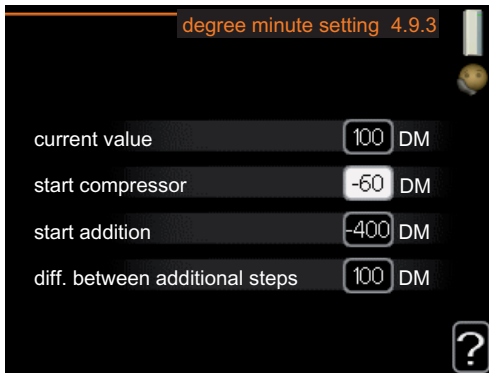 degree minute setting 4.9.3
current value 100 DM
start compressor -60 DM
start addition -400 DM
diff. between additional steps 100 DM
?